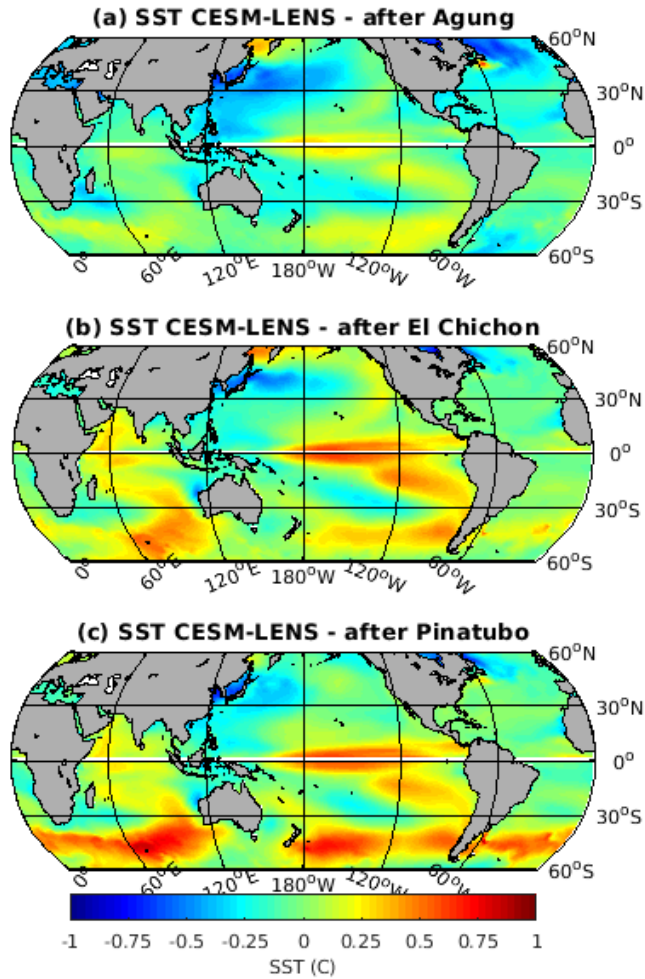 (a) SST CESM-LENS - after Agung
60°N
30°N
0°
30°S
60°S
0° 60°E 120°E 180°W 120°W 60°W
(b) SST CESM-LENS - after El Chichon
60°N
30°N
0°
30°S
60°S
0° 60°E 120°E 180°W 120°W 60°W
(c) SST CESM-LENS - after Pinatubo
60°N
30°N
0°
30°S
60°S
0° 60°E 120°E 180°W 120°W 60°W
-1 -0.75 -0.5 -0.25 0 0.25 0.5 0.75 1
SST (C)